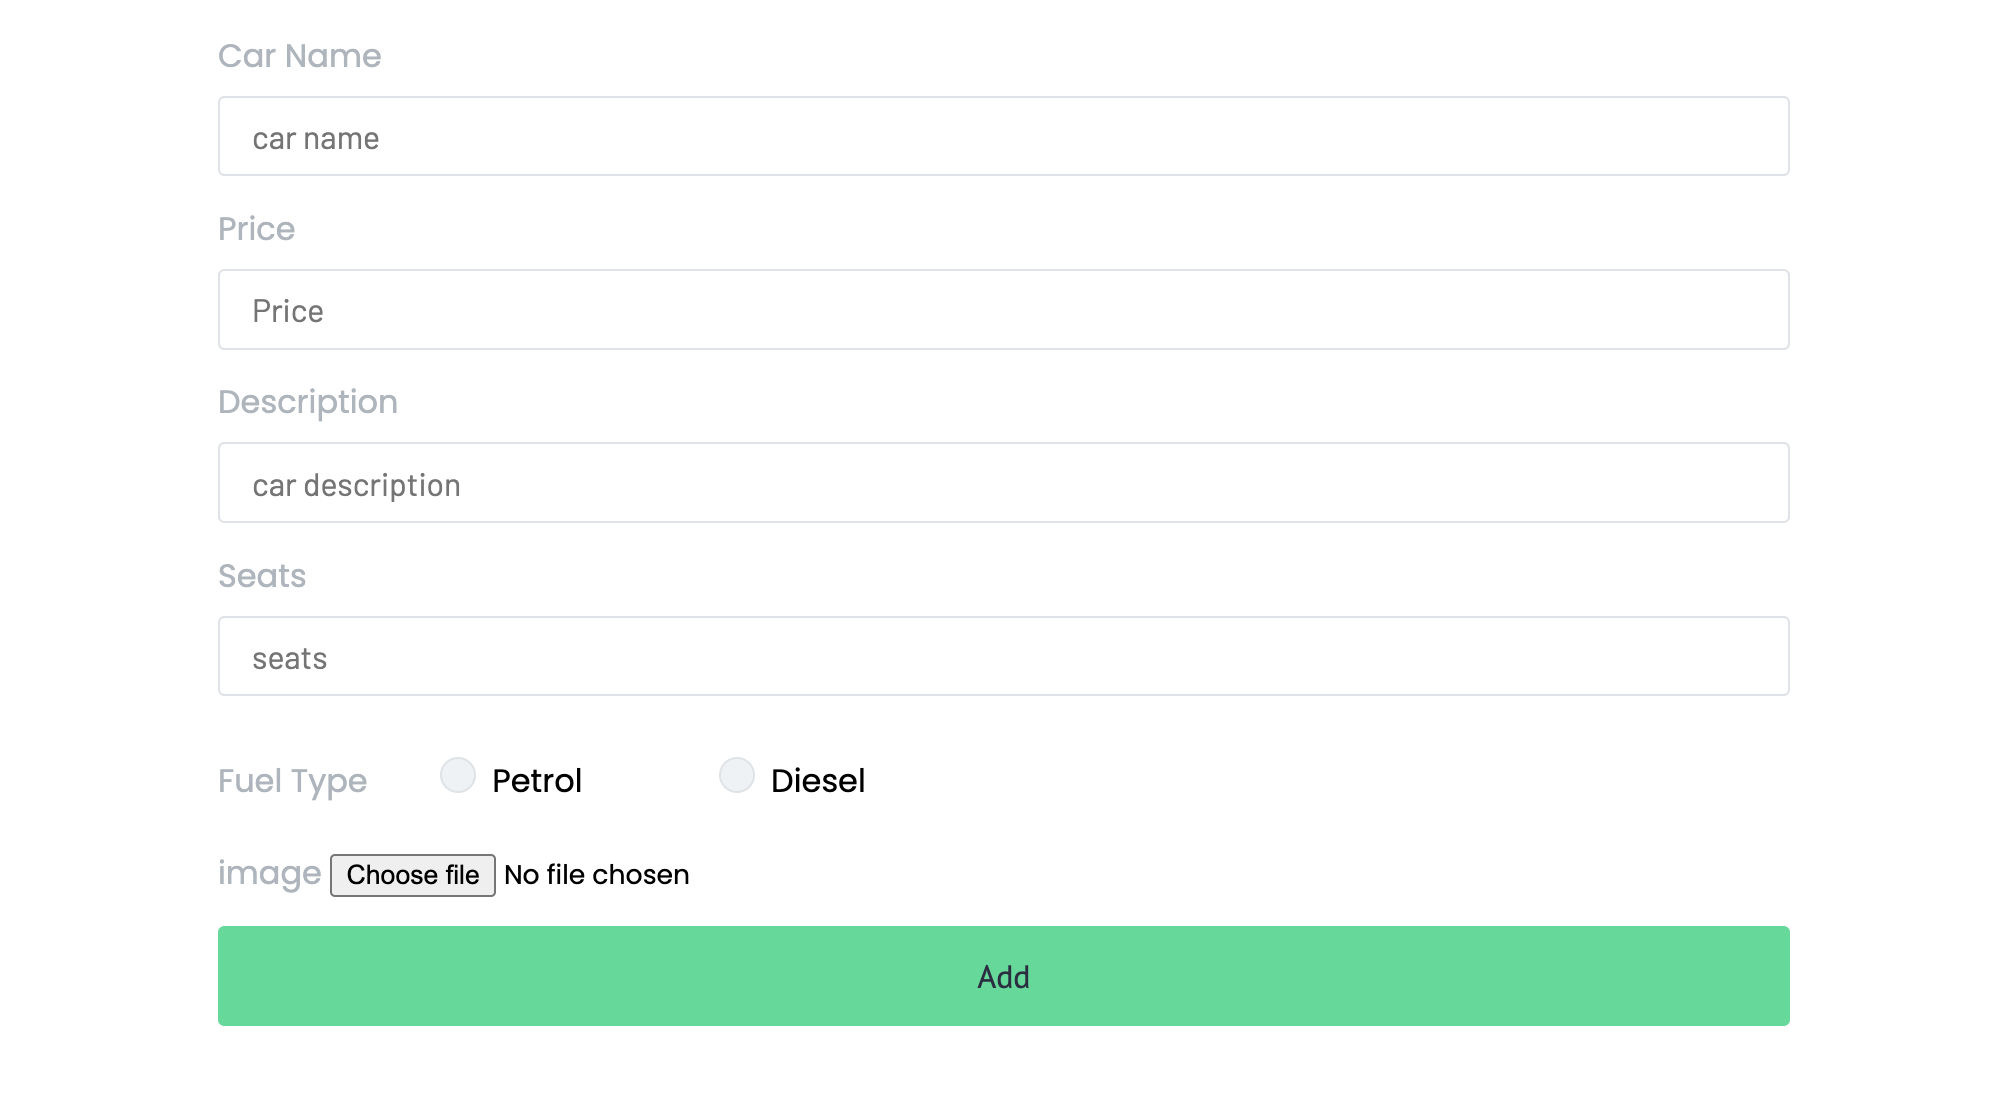 Car Name
car name
Price
Price
Description
car description
Seats
seats
Fuel Type Petrol Diesel
image Choose file No file chosen
Add